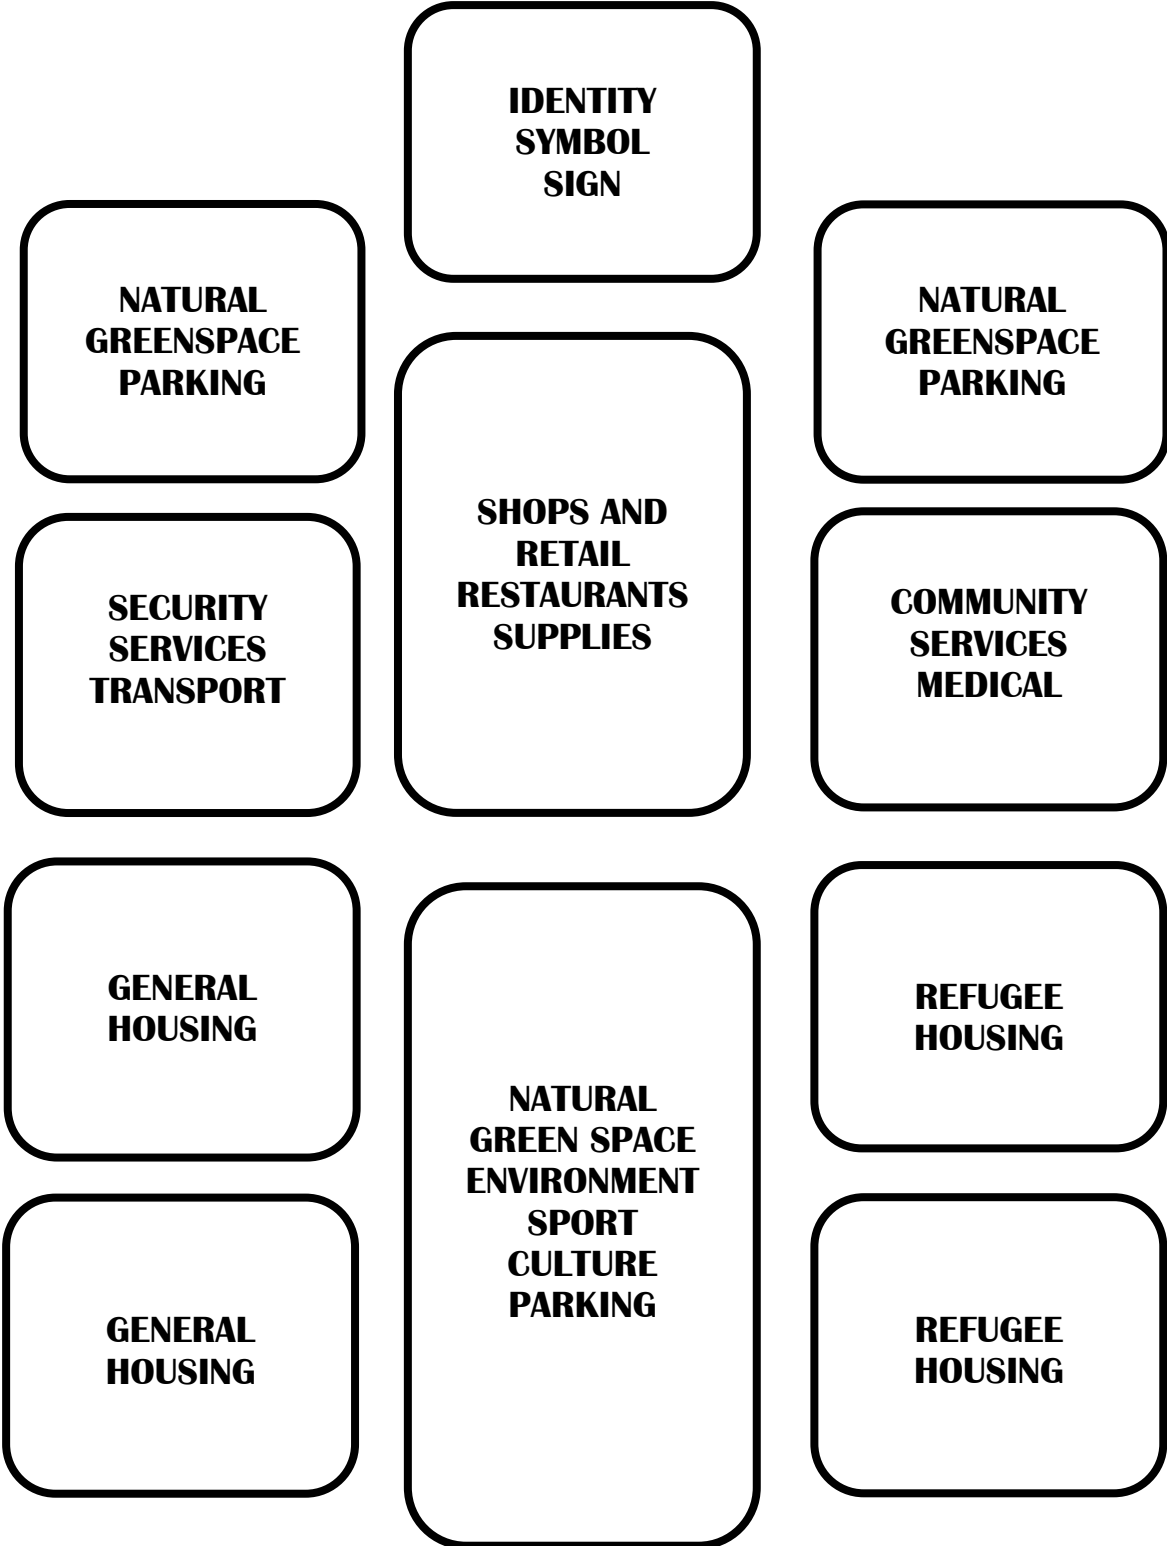 IDENTITY
SYMBOL
SIGN
NATURAL
GREENSPACE
PARKING
NATURAL
GREENSPACE
PARKING
SHOPS AND
RETAIL
RESTAURANTS
SUPPLIES
SECURITY
SERVICES
TRANSPORT
COMMUNITY
SERVICES
MEDICAL
GENERAL
HOUSING
REFUGEE
HOUSING
NATURAL
GREEN SPACE
ENVIRONMENT
SPORT
CULTURE
PARKING
GENERAL
HOUSING
REFUGEE
HOUSING